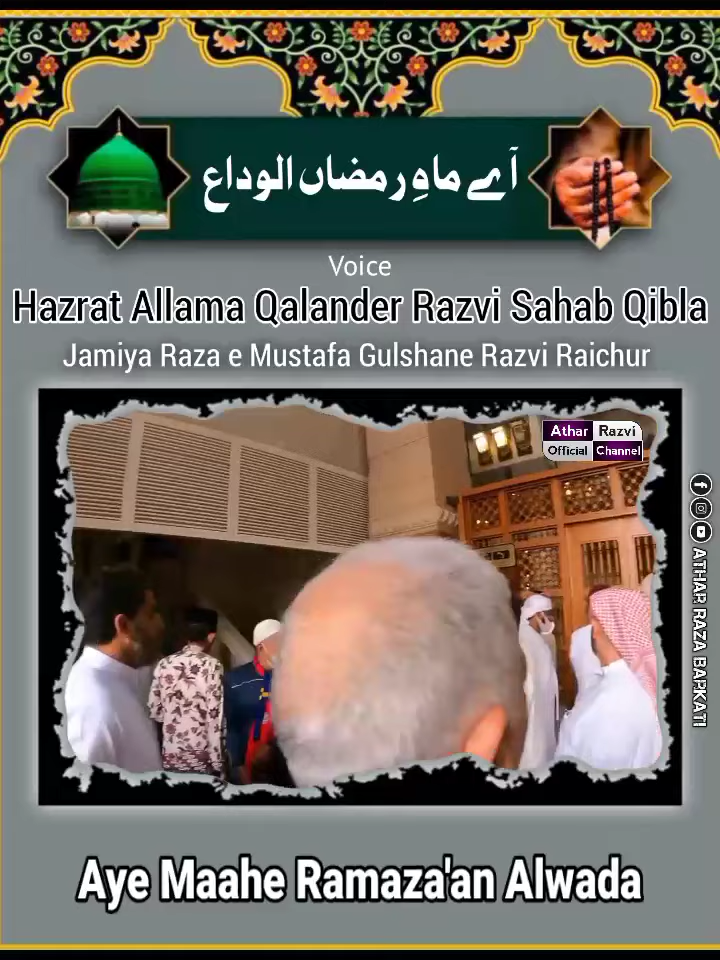 آے ماہِ رمضاں الوداع
Voice
Hazrat Allama Qalander Razvi Sahab Qibla
Jamiya Raza e Mustafa Gulshane Razvi Raichur
Athar Razvi
Official Channel
ATHAR RAZA BARKATI
Aye Maahe Ramaza'an Alwada